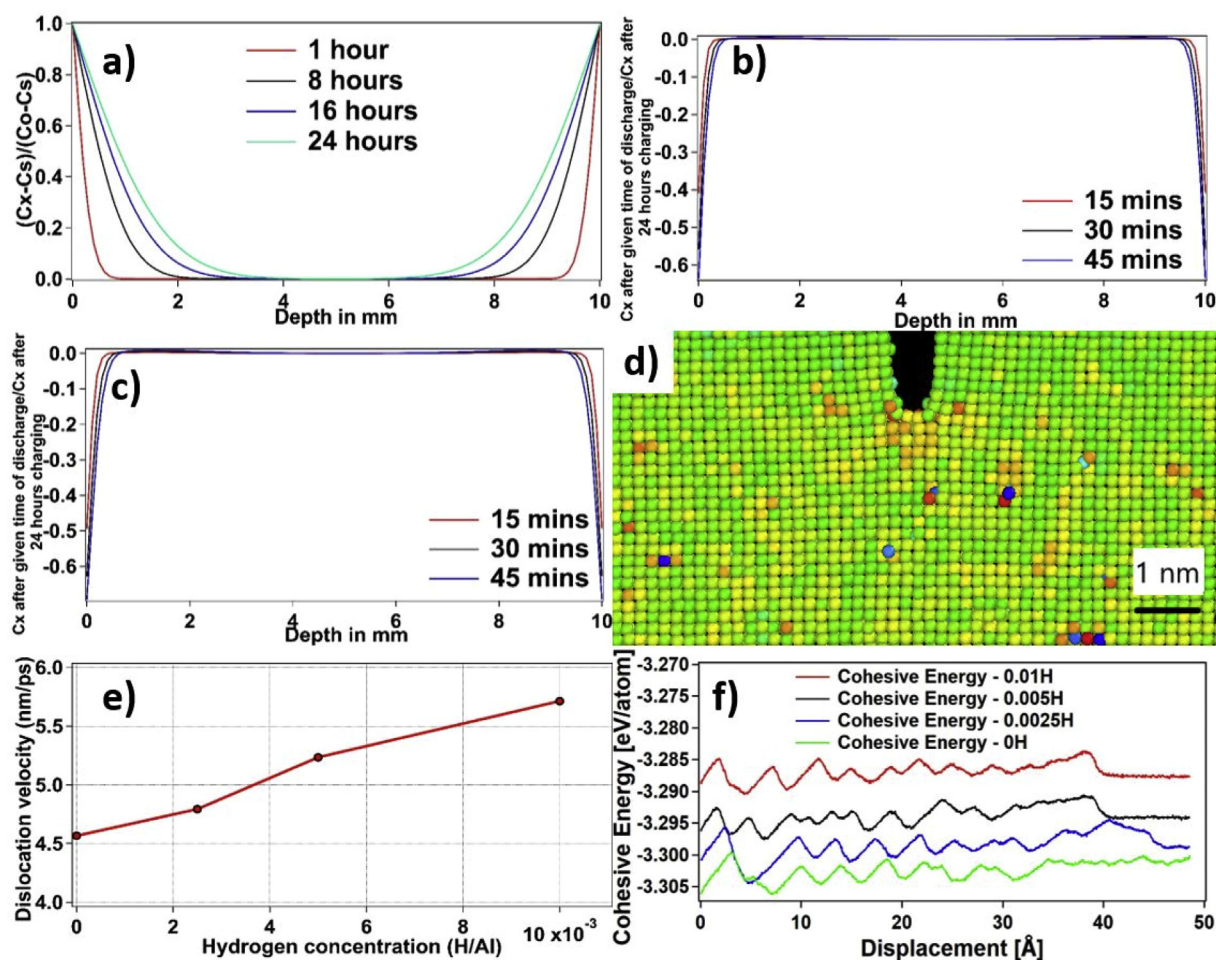 a)
1 hour
8 hours
16 hours
24 hours
(Cx-Cs)/(Co-Cs)
1.0
0.8
0.6
0.4
0.2
0.0
0 2 4 6 8 10
Depth in mm
b)
15 mins
30 mins
45 mins
Cx after given time of discharge/Cx after
24 hours charging
0.0
-0.1
-0.2
-0.3
-0.4
-0.5
-0.6
0 2 4 6 8 10
Depth in mm
c)
15 mins
30 mins
45 mins
Cx after given time of discharge/Cx after
24 hours charging
0.0
-0.1
-0.2
-0.3
-0.4
-0.5
-0.6
0 2 4 6 8 10
Depth in mm
d)
1 nm
e)
Dislocation velocity (nm/ps)
6.0
5.5
5.0
4.5
4.0
0 2 4 6 8 10 x10⁻³
Hydrogen concentration (H/Al)
f)
Cohesive Energy - 0.01H
Cohesive Energy - 0.005H
Cohesive Energy - 0.0025H
Cohesive Energy - 0H
Cohesive Energy [eV/atom]
-3.270
-3.275
-3.280
-3.285
-3.290
-3.295
-3.300
-3.305
0 10 20 30 40 50
Displacement [Å]